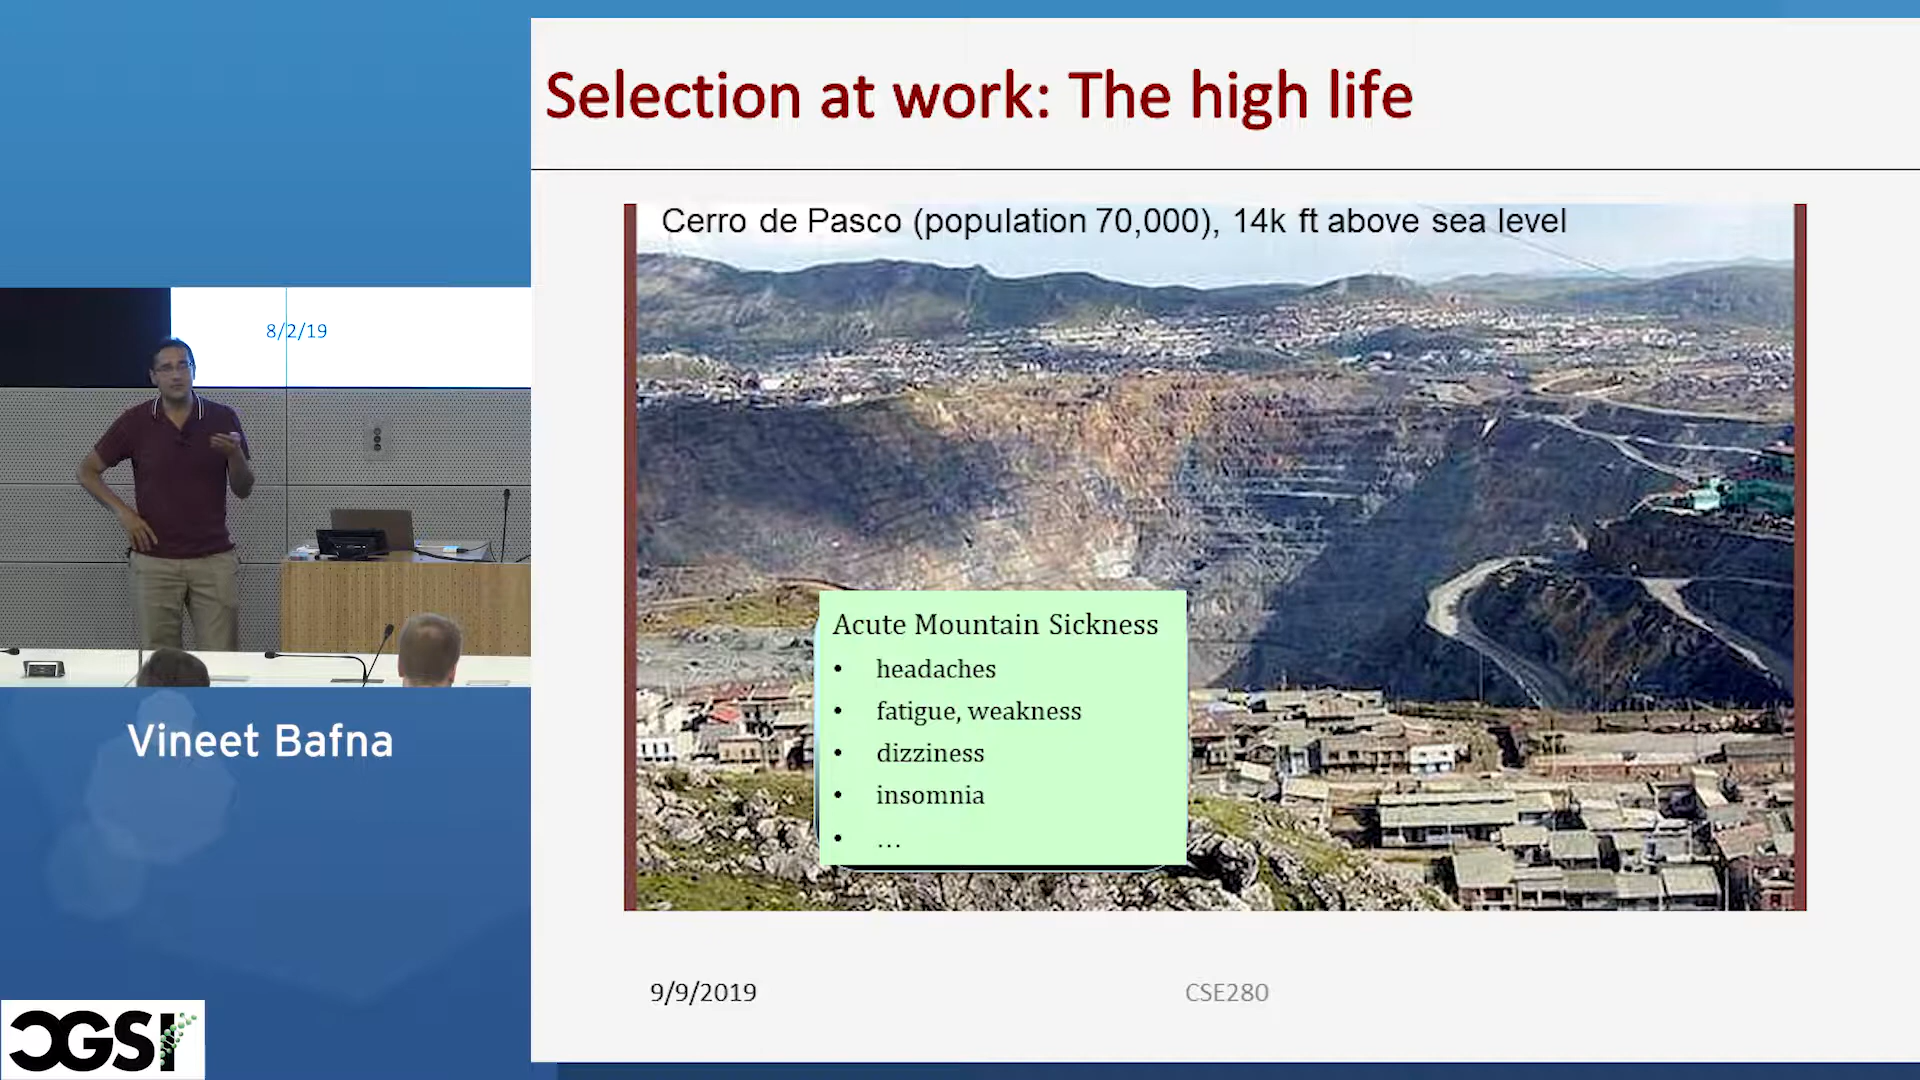 Selection at work: The high life
Cerro de Pasco (population 70,000), 14k ft above sea level
8/2/19
Acute Mountain Sickness
• headaches
• fatigue, weakness
• dizziness
• insomnia
• …
Vineet Bafna
9/9/2019
CSE280
CGSI